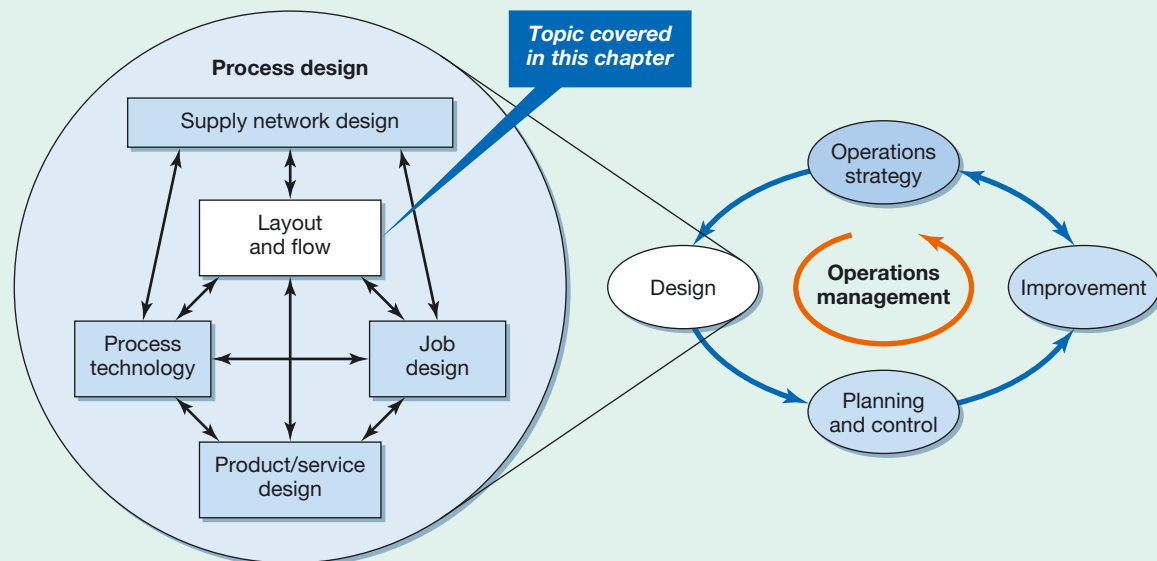 Topic covered
in this chapter
Process design
Supply network design
Layout
and flow
Process
technology
Job
design
Product/service
design
Operations
strategy
Design
Operations
management
Improvement
Planning
and control